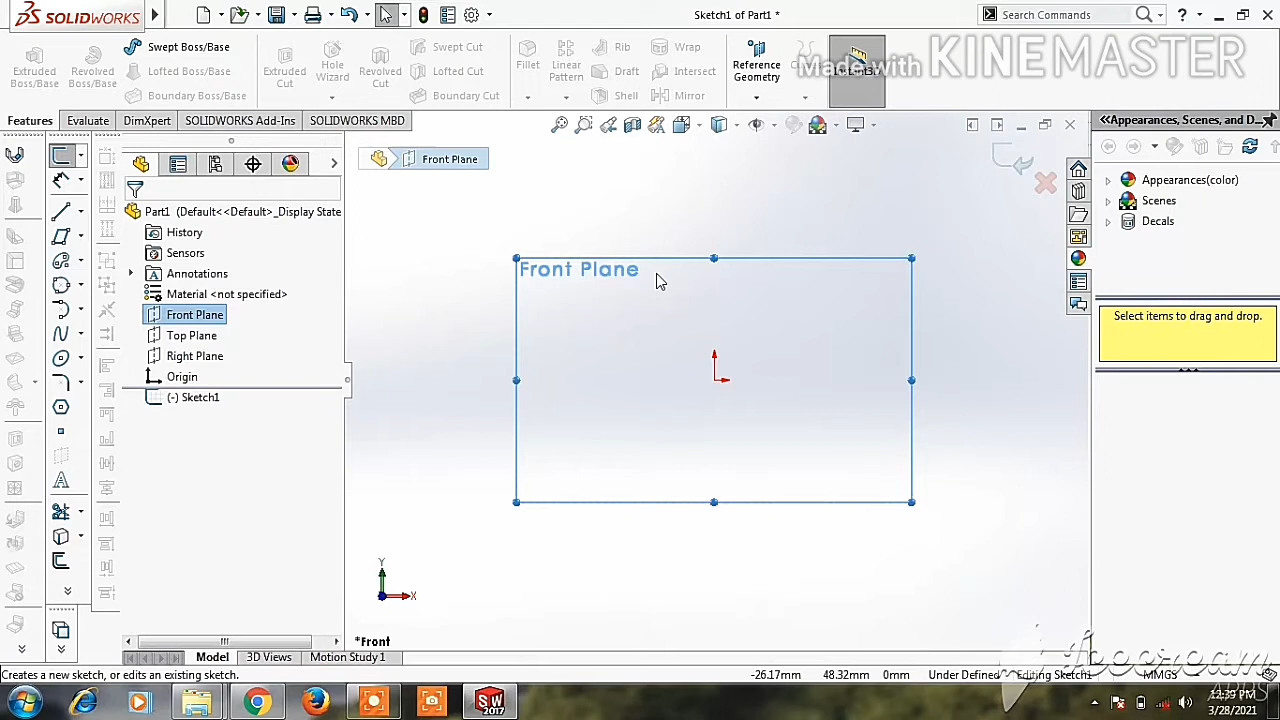 SOLIDWORKS
Sketch1 of Part1 *
Search Commands
?
Extruded
Boss/Base
Revolved
Boss/Base
Swept Boss/Base
Lofted Boss/Base
Boundary Boss/Base
Extruded
Cut
Hole
Wizard
Revolved
Cut
Swept Cut
Lofted Cut
Boundary Cut
Fillet
Linear
Pattern
Rib
Draft
Shell
Wrap
Intersect
Mirror
Reference
Geometry
Made with KINEMASTER
Features
Evaluate
DimXpert
SOLIDWORKS Add-Ins
SOLIDWORKS MBD
<<Appearances, Scenes, and D...
Front Plane
Part1 (Default<<Default>_Display State
History
Sensors
Annotations
Material <not specified>
Front Plane
Top Plane
Right Plane
Origin
(-) Sketch1
Front Plane
Appearances(color)
Scenes
Decals
Select items to drag and drop.
Y
X
*Front
Model
3D Views
Motion Study 1
Creates a new sketch, or edits an existing sketch.
-26.17mm
48.32mm
0mm
Under Defined
Editing Sketch1
MMGS
SW
2017
12:39 PM
3/28/2021